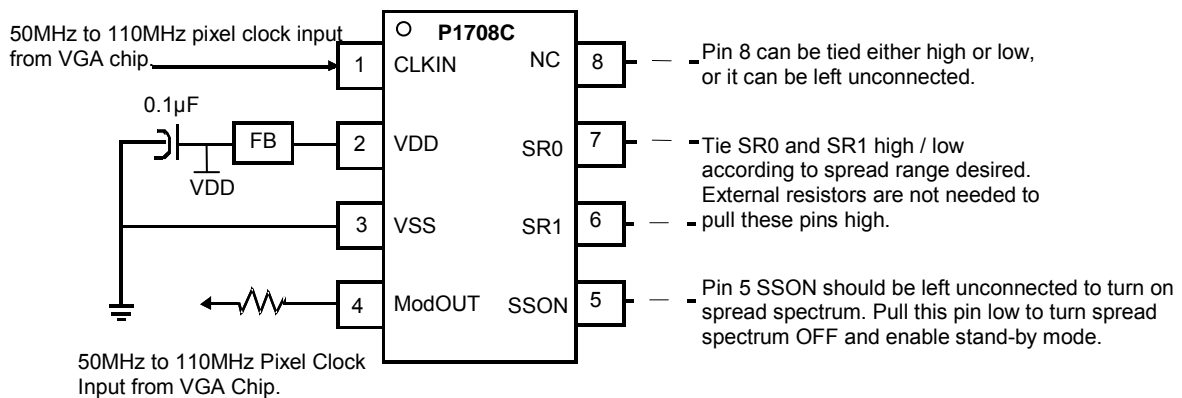 50MHz to 110MHz pixel clock input
from VGA chip.
P1708C
1 CLKIN
NC 8
Pin 8 can be tied either high or low,
or it can be left unconnected.
0.1µF
FB
VDD
2 VDD
SR0 7
Tie SR0 and SR1 high / low
according to spread range desired.
External resistors are not needed to
pull these pins high.
3 VSS
SR1 6
4 ModOUT
SSON 5
Pin 5 SSON should be left unconnected to turn on
spread spectrum. Pull this pin low to turn spread
spectrum OFF and enable stand-by mode.
50MHz to 110MHz Pixel Clock
Input from VGA Chip.